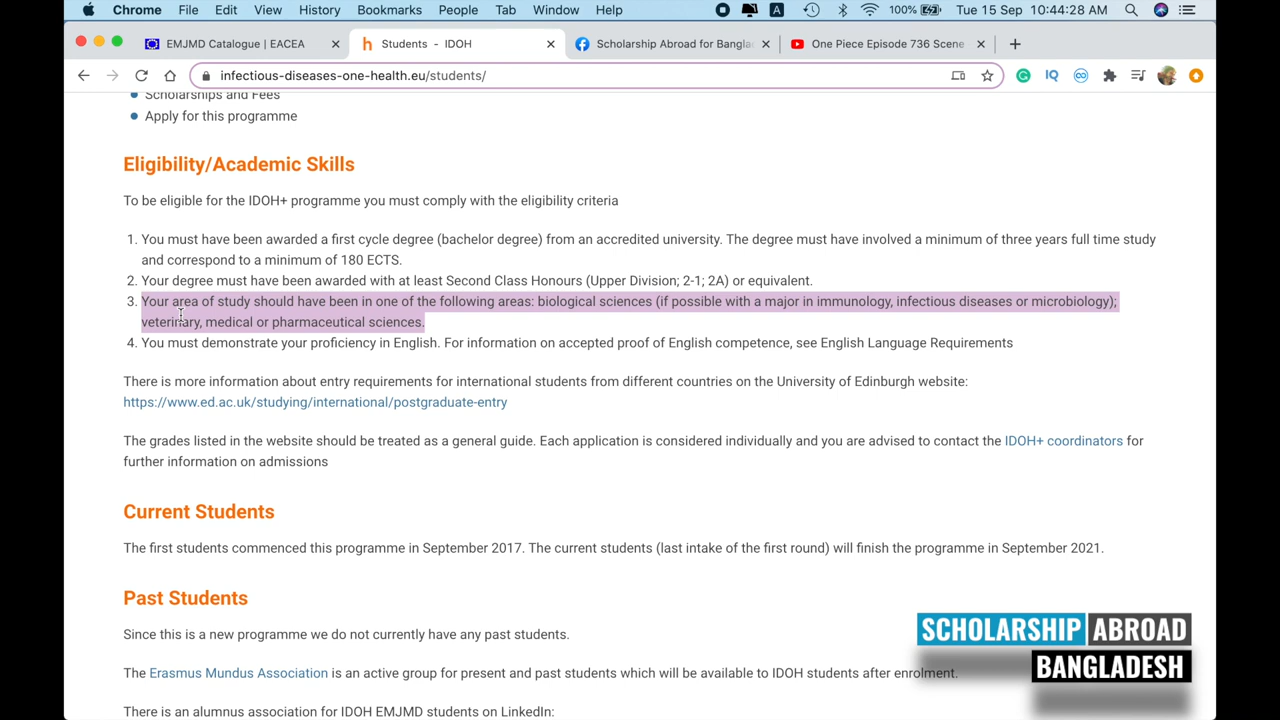 Chrome File Edit View History Bookmarks People Tab Window Help A 100% Tue 15 Sep 10:44:28 AM
EMJMD Catalogue | EACEA Students - IDOH Scholarship Abroad for Bangla One Piece Episode 736 Scene
infectious-diseases-one-health.eu/students/ IQ
Scholarships and Fees
Apply for this programme
Eligibility/Academic Skills
To be eligible for the IDOH+ programme you must comply with the eligibility criteria
1. You must have been awarded a first cycle degree (bachelor degree) from an accredited university. The degree must have involved a minimum of three years full time study
and correspond to a minimum of 180 ECTS.
2. Your degree must have been awarded with at least Second Class Honours (Upper Division; 2-1; 2A) or equivalent.
3. Your area of study should have been in one of the following areas: biological sciences (if possible with a major in immunology, infectious diseases or microbiology);
veterinary, medical or pharmaceutical sciences.
4. You must demonstrate your proficiency in English. For information on accepted proof of English competence, see English Language Requirements
There is more information about entry requirements for international students from different countries on the University of Edinburgh website:
https://www.ed.ac.uk/studying/international/postgraduate-entry
The grades listed in the website should be treated as a general guide. Each application is considered individually and you are advised to contact the IDOH+ coordinators for
further information on admissions
Current Students
The first students commenced this programme in September 2017. The current students (last intake of the first round) will finish the programme in September 2021.
Past Students
Since this is a new programme we do not currently have any past students.
The Erasmus Mundus Association is an active group for present and past students which will be available to IDOH students after enrolment.
There is an alumnus association for IDOH EMJMD students on LinkedIn:
SCHOLARSHIP ABROAD
BANGLADESH